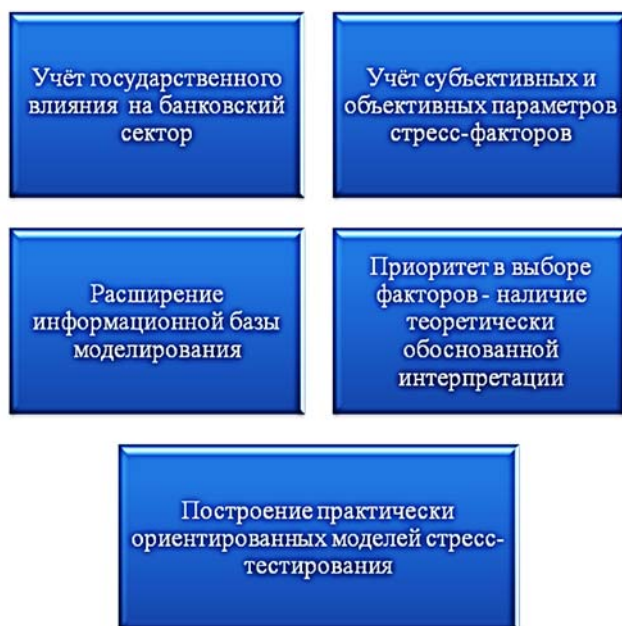 Учёт государственного
влияния на банковский
сектор
Учёт субъективных и
объективных параметров
стресс-факторов
Расширение
информационной базы
моделирования
Приоритет в выборе
факторов - наличие
теоретически
обоснованной
интерпретации
Построение практически
ориентированных моделей стресс-
тестирования